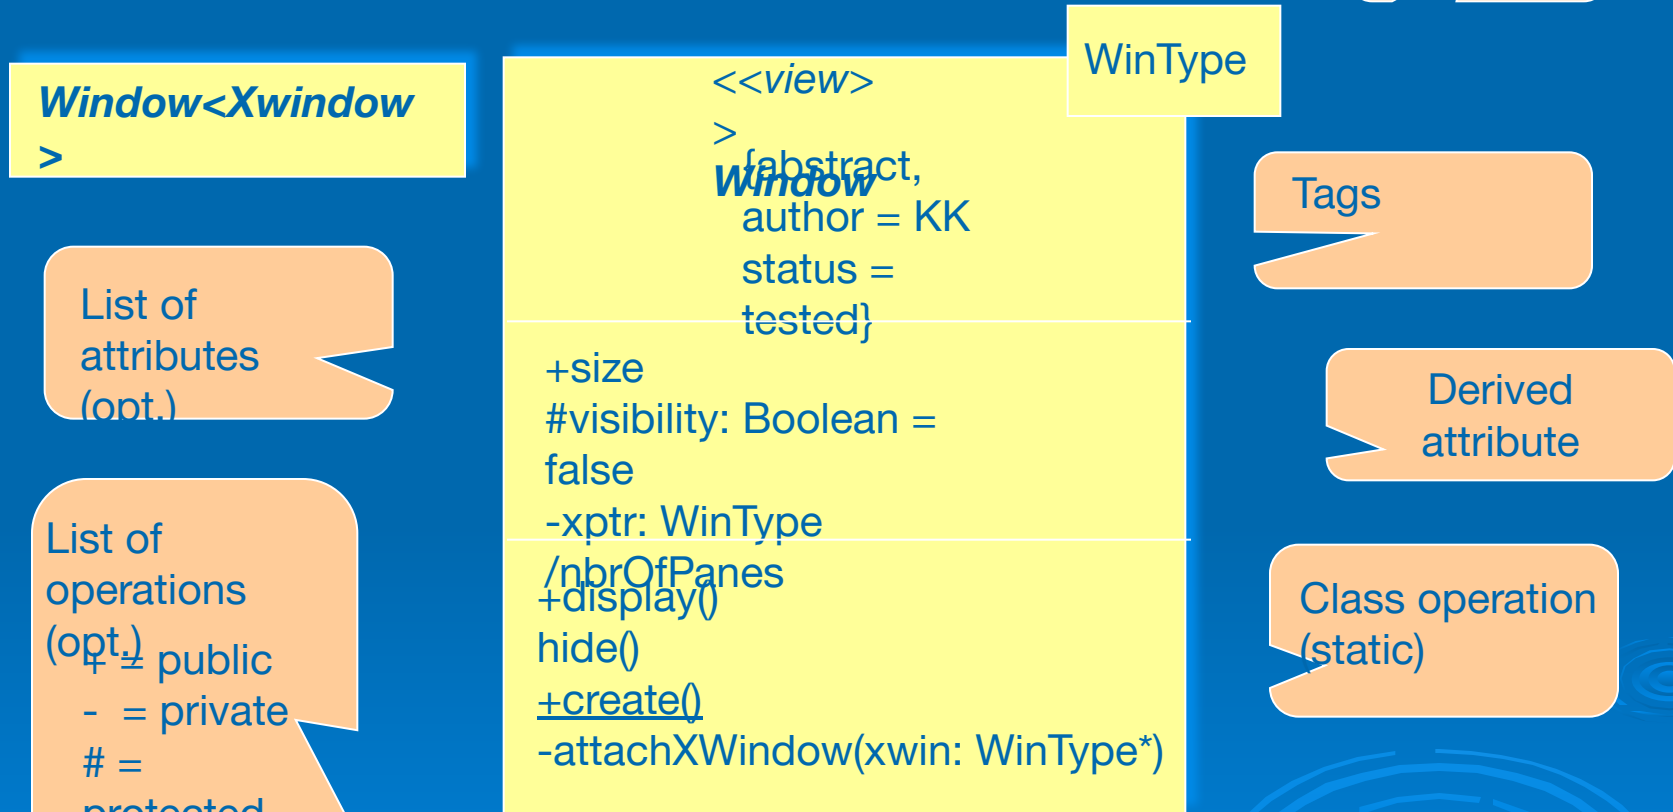 Window<Xwindow
>
List of
attributes
(opt.)
List of
operations
(opt.)
+ = public
- = private
# =
protected
WinType
<<view>
>
Window
{abstract,
author = KK
status =
tested}
+size
#visibility: Boolean =
false
-xptr: WinType
/nbrOfPanes
+display()
hide()
+create()
-attachXWindow(xwin: WinType*)
Tags
Derived
attribute
Class operation
(static)